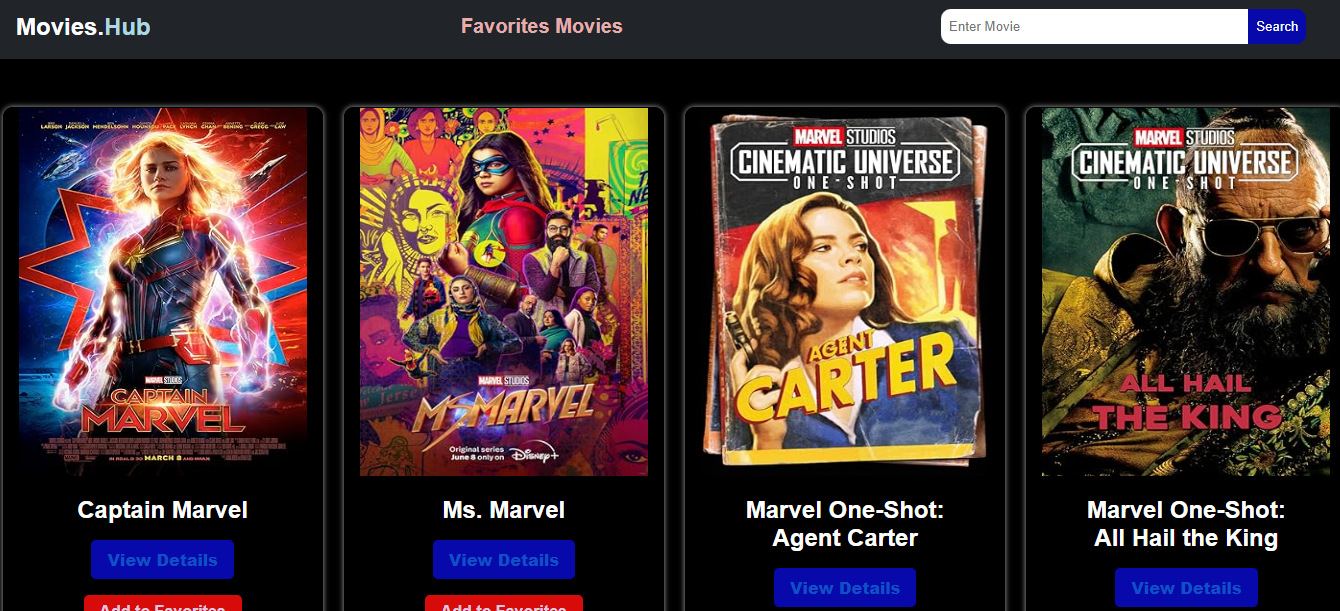 Movies.Hub
Favorites Movies
Enter Movie
Search
LARSON JACKSON MENDELSOHN HOUNSOU PACE LYNCH CHAN BENING GREGG LAW
MARVEL STUDIOS
CAPTAIN
MARVEL
IN REALD 3D MARCH 8 AND IMAX
MARVEL STUDIOS
MS. MARVEL
Original series
June 8 only on Disney+
MARVEL STUDIOS
CINEMATIC UNIVERSE
ONE-SHOT
AGENT
CARTER
MARVEL STUDIOS
CINEMATIC UNIVERSE
ONE-SHOT
ALL HAIL
THE KING
Captain Marvel
Ms. Marvel
Marvel One-Shot:
Agent Carter
Marvel One-Shot:
All Hail the King
View Details
View Details
View Details
View Details
Add to Favorites
Add to Favorites